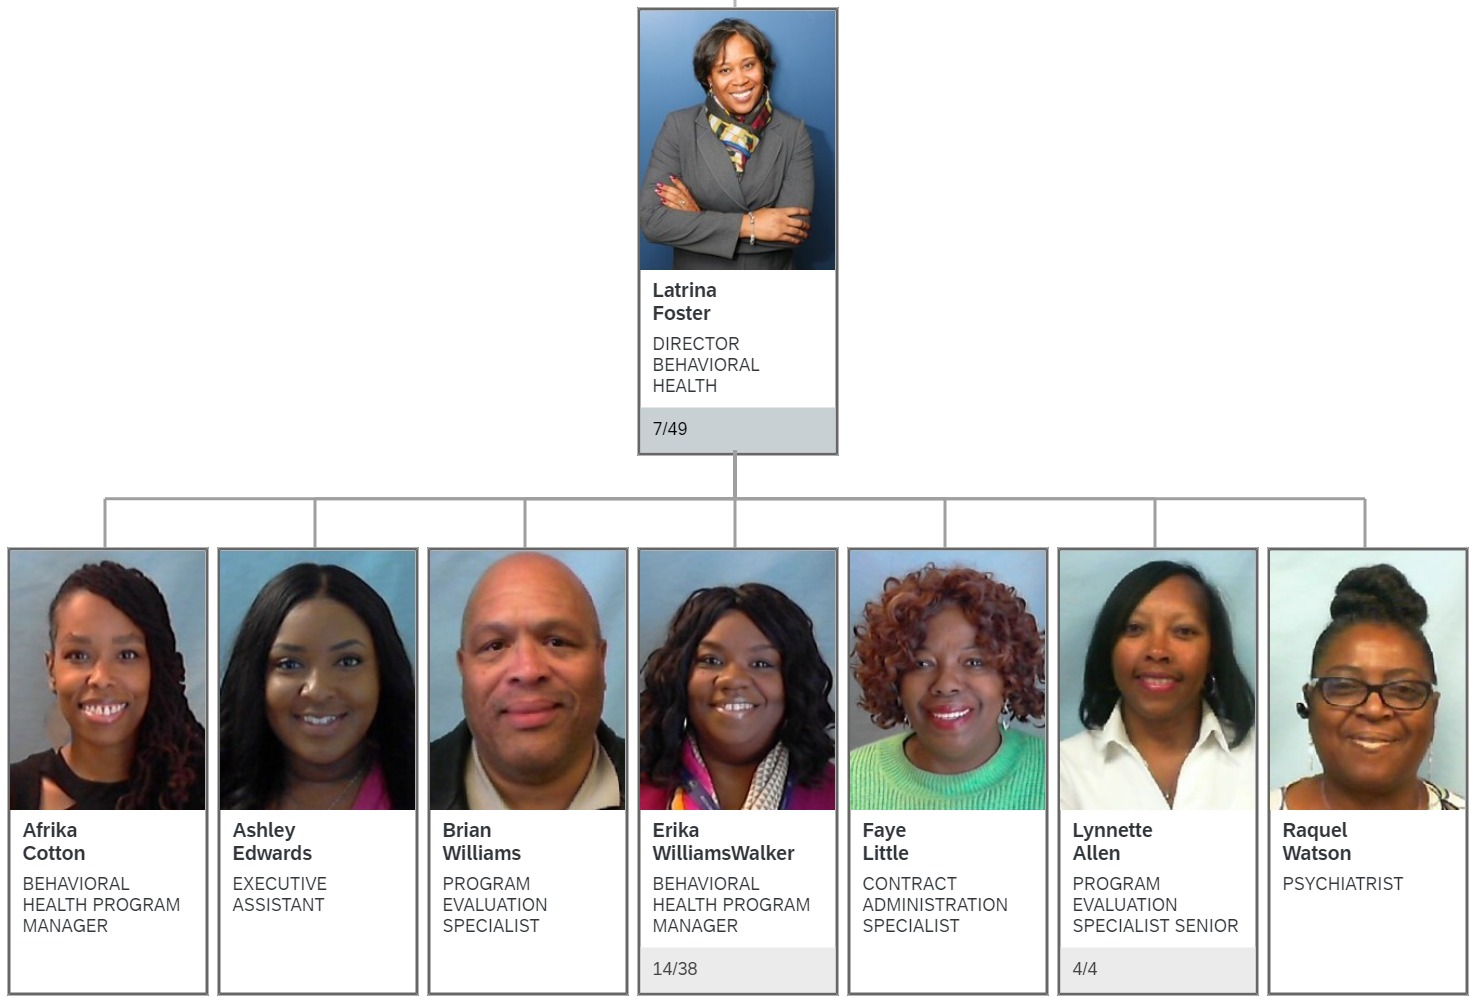 Latrina
Foster
DIRECTOR
BEHAVIORAL
HEALTH
7/49
Afrika
Cotton
BEHAVIORAL
HEALTH PROGRAM
MANAGER
Ashley
Edwards
EXECUTIVE
ASSISTANT
Brian
Williams
PROGRAM
EVALUATION
SPECIALIST
Erika
WilliamsWalker
BEHAVIORAL
HEALTH PROGRAM
MANAGER
14/38
Faye
Little
CONTRACT
ADMINISTRATION
SPECIALIST
Lynnette
Allen
PROGRAM
EVALUATION
SPECIALIST SENIOR
4/4
Raquel
Watson
PSYCHIATRIST